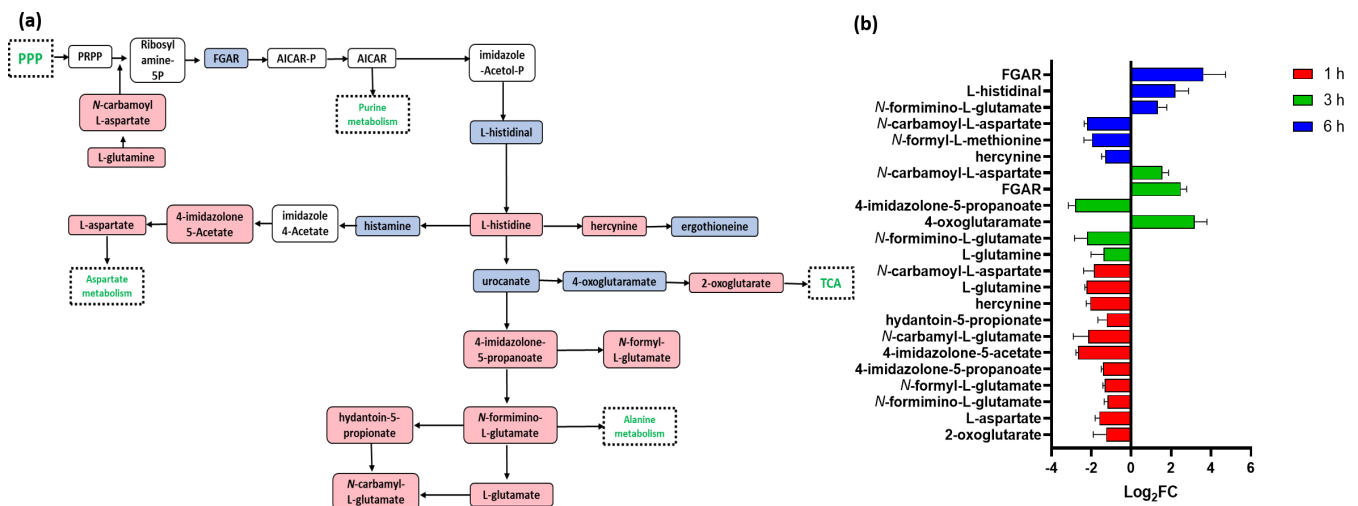 (a)
PPP
PRPP
Ribosyl
amine-
5P
FGAR
AICAR-P
AICAR
imidazole
-Acetol-P
N-carbamoyl
L-aspartate
Purine
metabolism
L-glutamine
L-histidinal
L-aspartate
4-imidazolone
5-Acetate
imidazole
4-Acetate
histamine
L-histidine
hercynine
ergothioneine
Aspartate
metabolism
urocanate
4-oxoglutaramate
2-oxoglutarate
TCA
4-imidazolone-
5-propanoate
N-formyl-
L-glutamate
hydantoin-5-
propionate
N-formimino-
L-glutamate
Alanine
metabolism
N-carbamyl-
L-glutamate
L-glutamate
(b)
FGAR
L-histidinal
N-formimino-L-glutamate
N-carbamoyl-L-aspartate
N-formyl-L-methionine
hercynine
N-carbamoyl-L-aspartate
FGAR
4-imidazolone-5-propanoate
4-oxoglutaramate
N-formimino-L-glutamate
L-glutamine
N-carbamoyl-L-aspartate
L-glutamine
hercynine
hydantoin-5-propionate
N-carbamyl-L-glutamate
4-imidazolone-5-acetate
4-imidazolone-5-propanoate
N-formyl-L-glutamate
N-formimino-L-glutamate
L-aspartate
2-oxoglutarate
-4 -2 0 2 4 6
Log₂FC
1 h
3 h
6 h